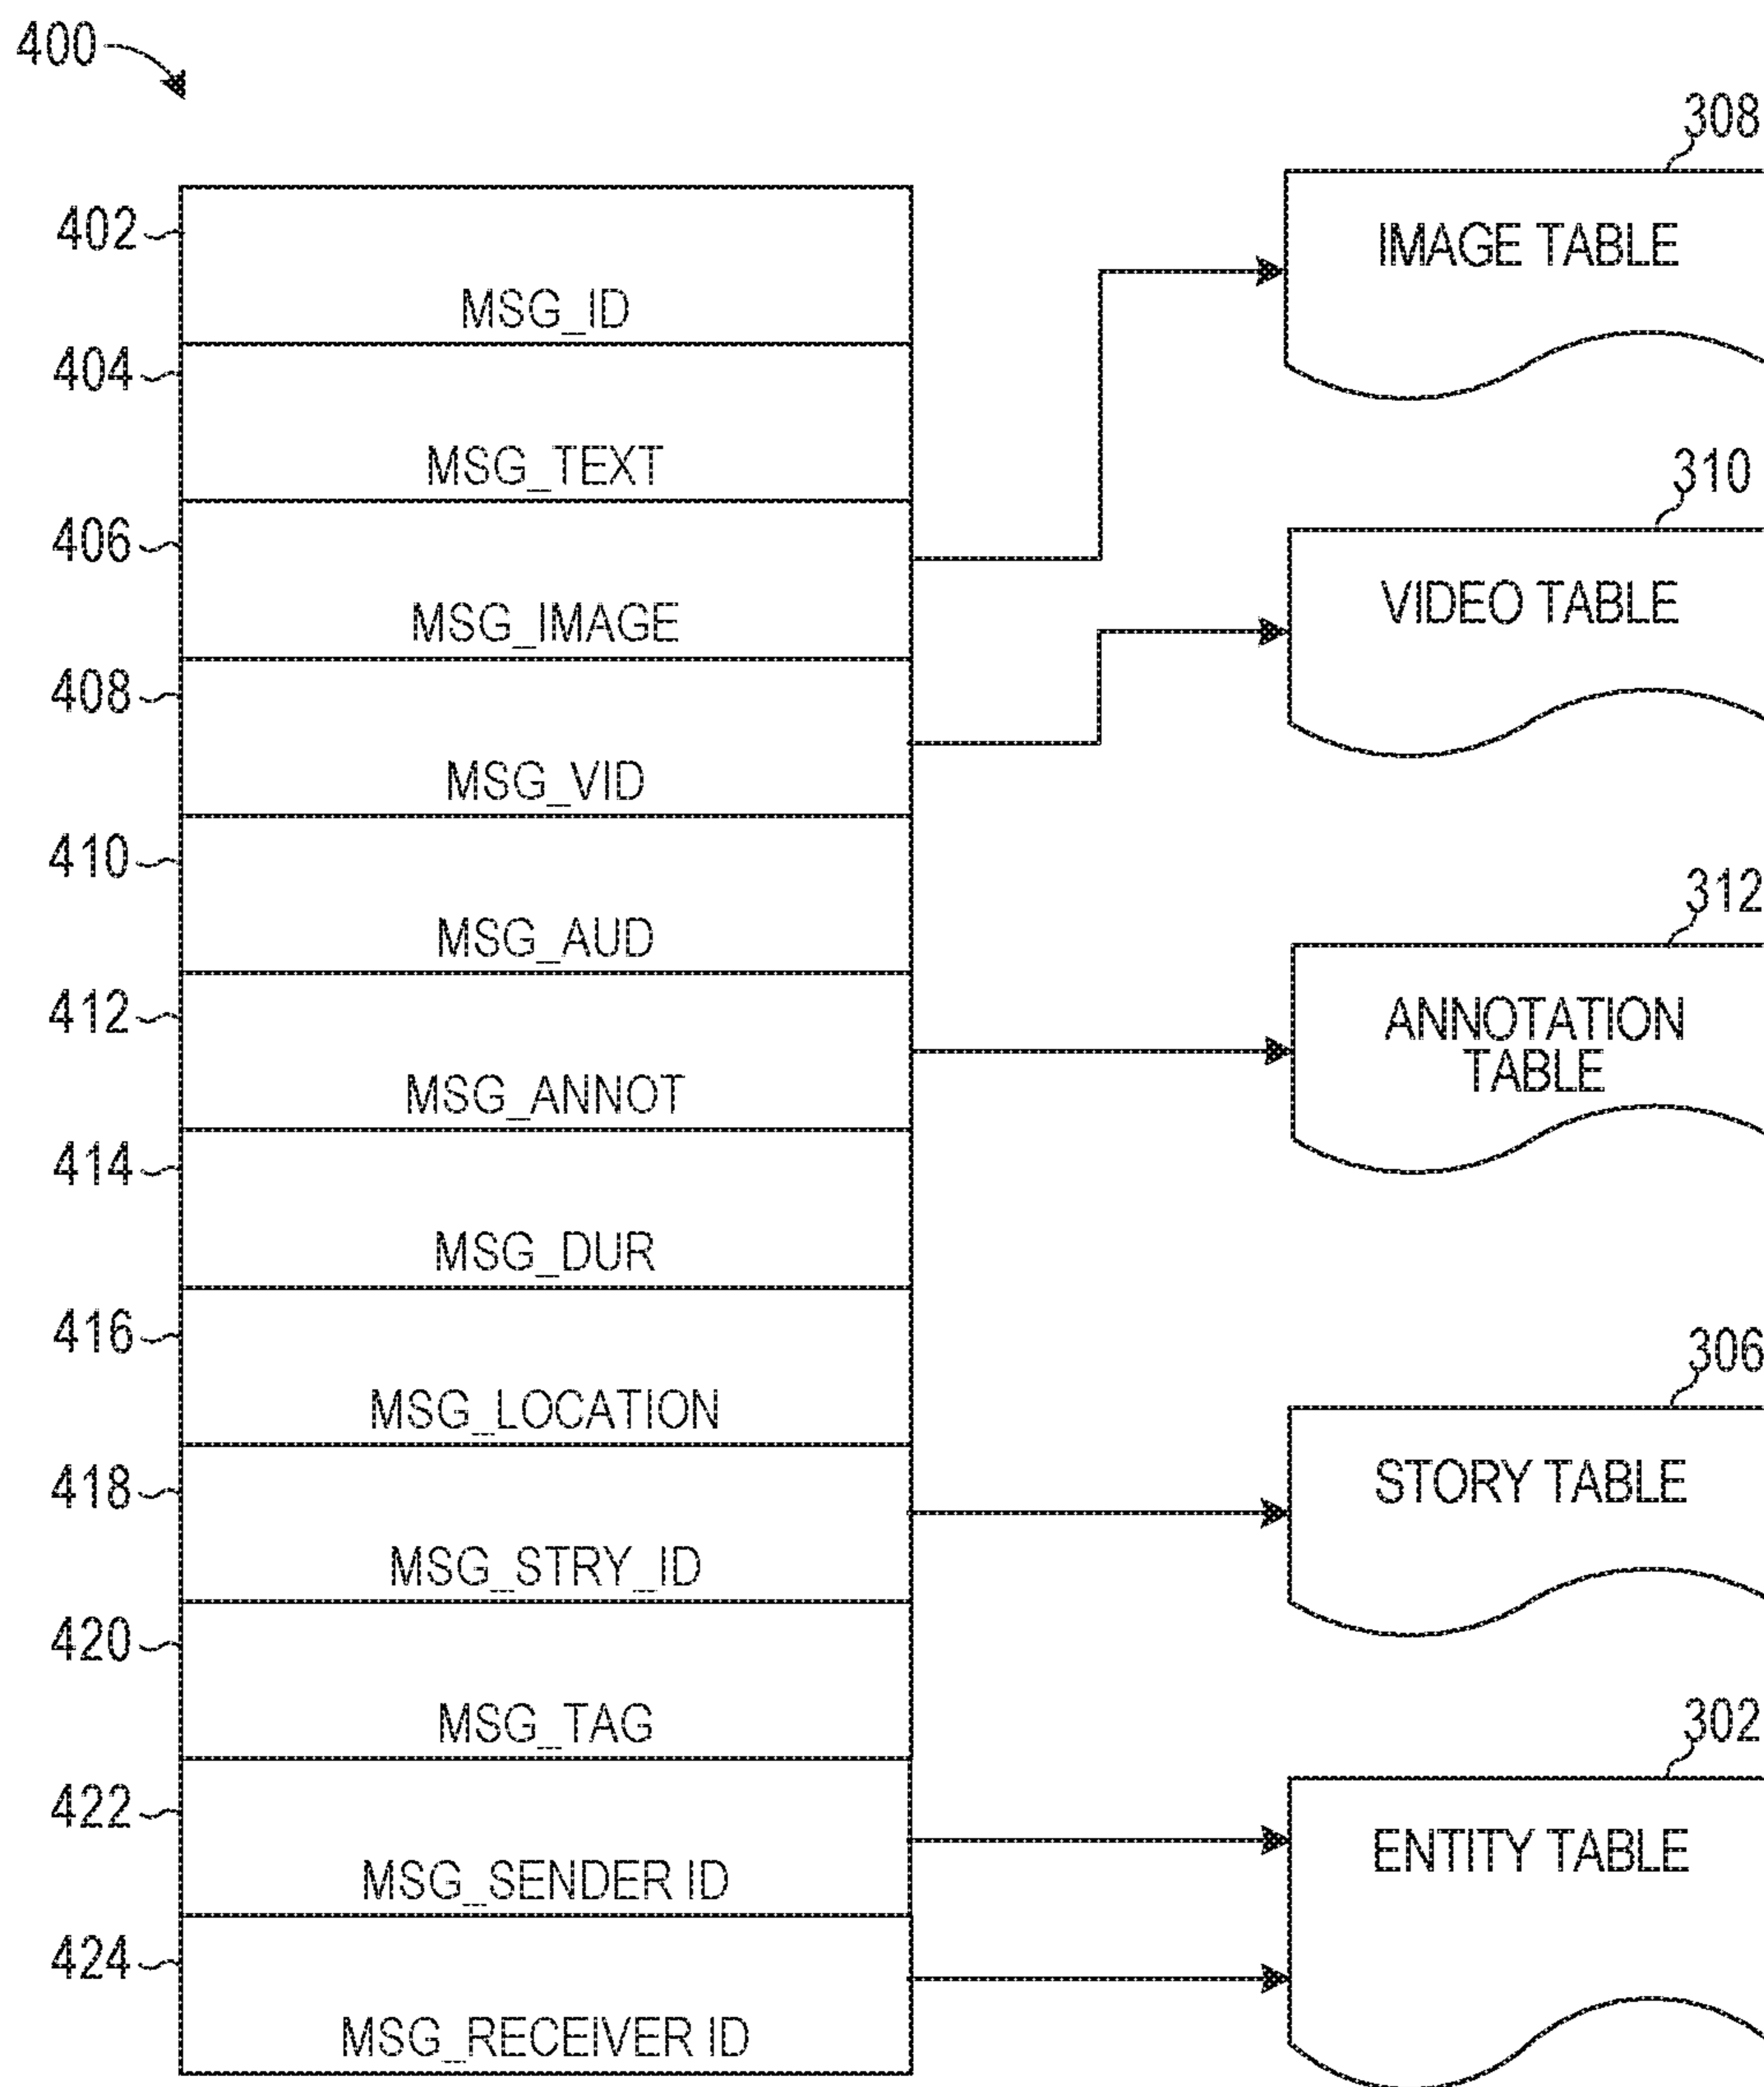 400
308
402
IMAGE TABLE
MSG_ID
404
MSG_TEXT
310
406
VIDEO TABLE
MSG_IMAGE
408
MSG_VID
410
312
MSG_AUD
412
ANNOTATION
TABLE
MSG_ANNOT
414
MSG_DUR
416
306
MSG_LOCATION
418
STORY TABLE
MSG_STRY_ID
420
MSG_TAG
302
422
ENTITY TABLE
MSG_SENDER ID
424
MSG_RECEIVER ID